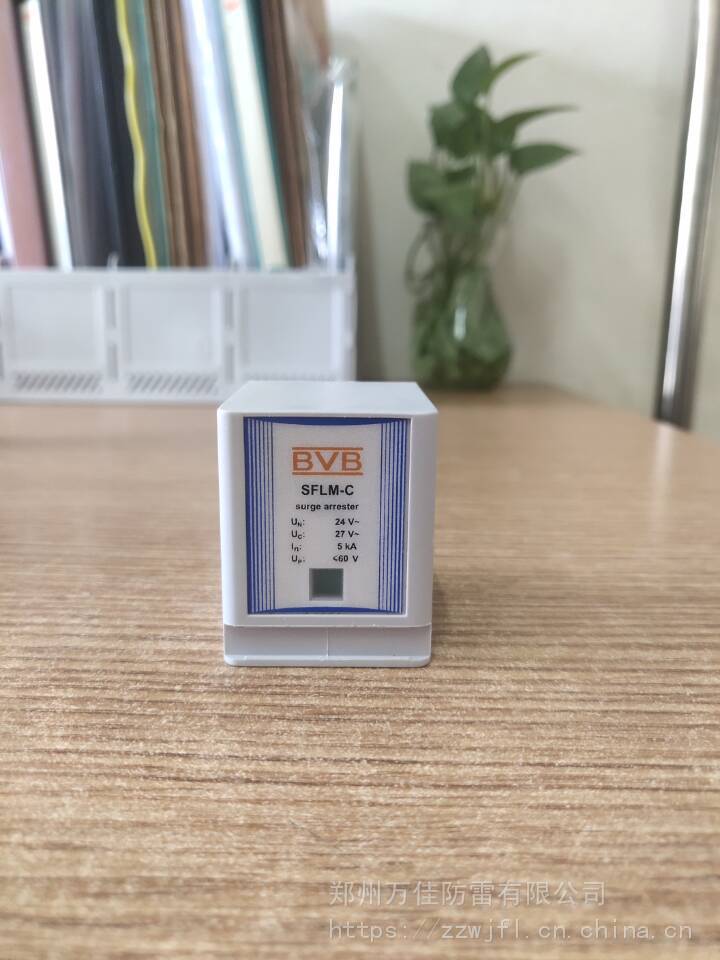 BVB
SFLM-C
surge arrester
UN: 24 V~
UC: 27 V~
In: 5 kA
UP: <60 V
郑州万佳防雷有限公司
https://zzwjfl.cn.china.cn